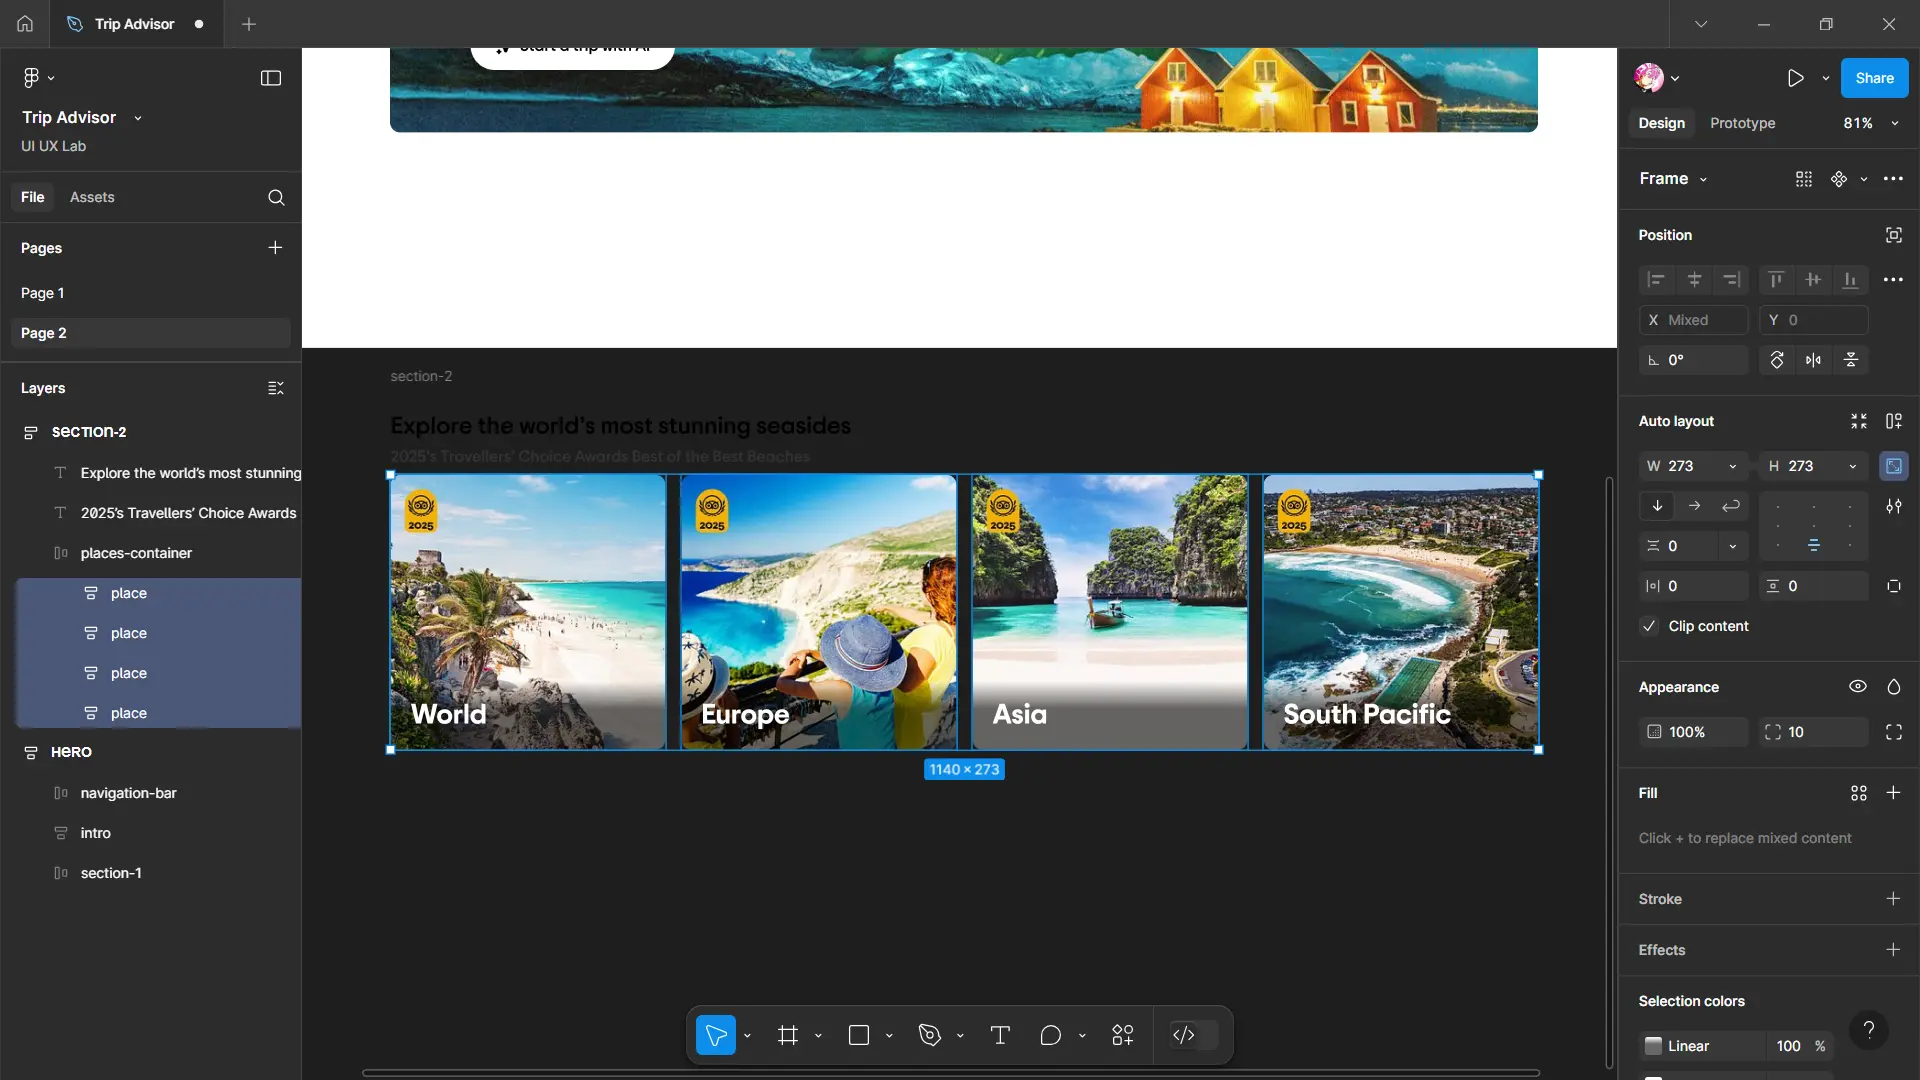 Trip Advisor
Trip Advisor
UI UX Lab
File
Assets
Pages
Page 1
Page 2
Layers
section-2
Explore the world's most stunning
2025's Travellers' Choice Awards
places-container
place
place
place
place
HERO
navigation-bar
intro
section-1
Start a trip with AI
section-2
Explore the world's most stunning seasides
2025's Travellers' Choice Awards Best of the Best Beaches
2025
2025
2025
2025
World
Europe
Asia
South Pacific
1140 × 273
Share
Design
Prototype
81%
Frame
Position
X Mixed
Y 0
0°
Auto layout
W 273
H 273
0
0
0
Clip content
Appearance
100%
10
Fill
Click + to replace mixed content
Stroke
Effects
Selection colors
Linear
100 %
?